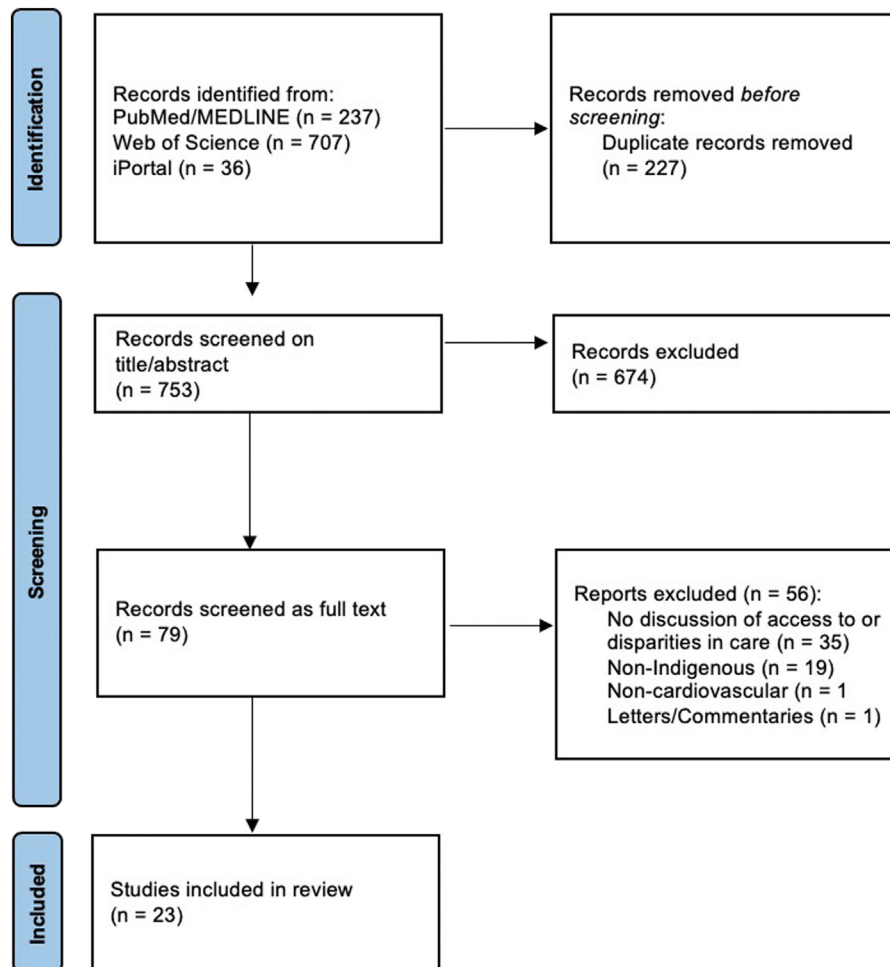 Identification
Records identified from:
PubMed/MEDLINE (n = 237)
Web of Science (n = 707)
iPortal (n = 36)
Records removed before
screening:
Duplicate records removed
(n = 227)
Screening
Records screened on
title/abstract
(n = 753)
Records excluded
(n = 674)
Records screened as full text
(n = 79)
Reports excluded (n = 56):
No discussion of access to or
disparities in care (n = 35)
Non-Indigenous (n = 19)
Non-cardiovascular (n = 1
Letters/Commentaries (n = 1)
Included
Studies included in review
(n = 23)